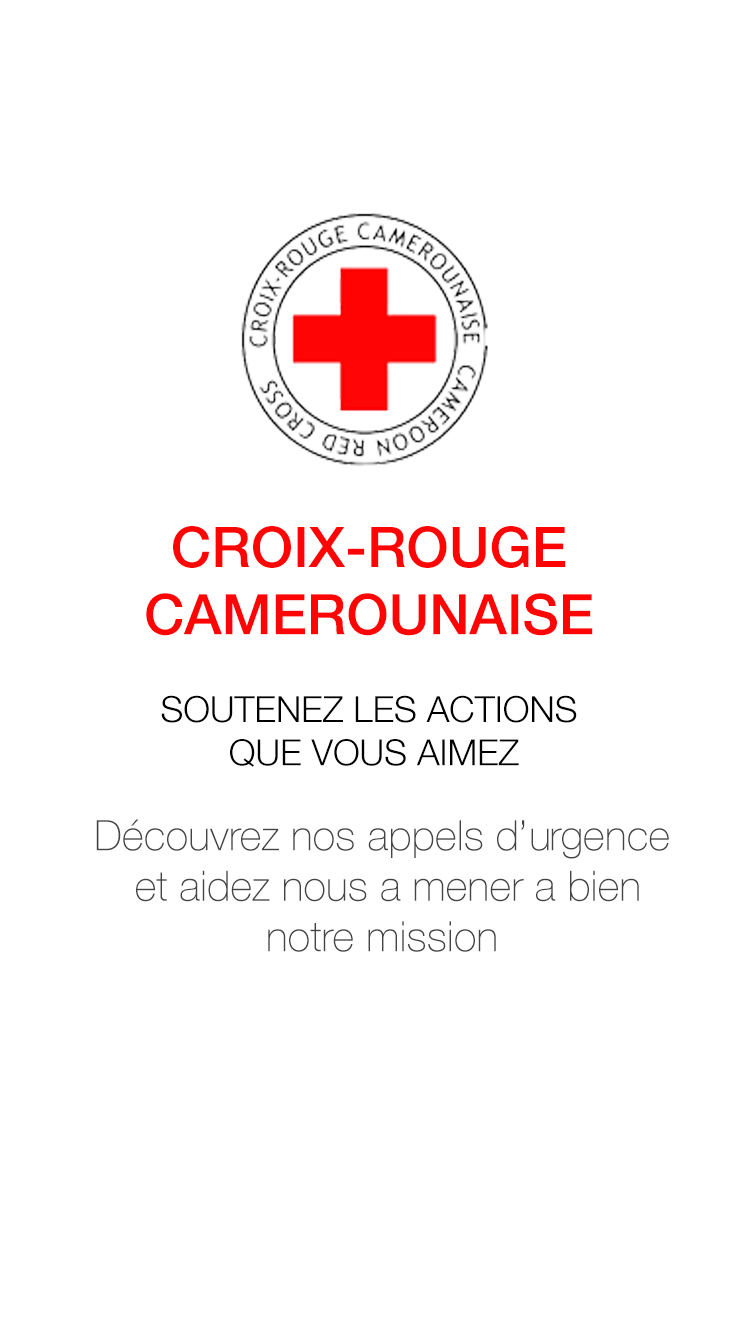 CROIX-ROUGE CAMEROUNAISE
CAMEROON RED CROSS
CROIX-ROUGE
CAMEROUNAISE
SOUTENEZ LES ACTIONS
QUE VOUS AIMEZ
Découvrez nos appels d’urgence
et aidez nous a mener a bien
notre mission